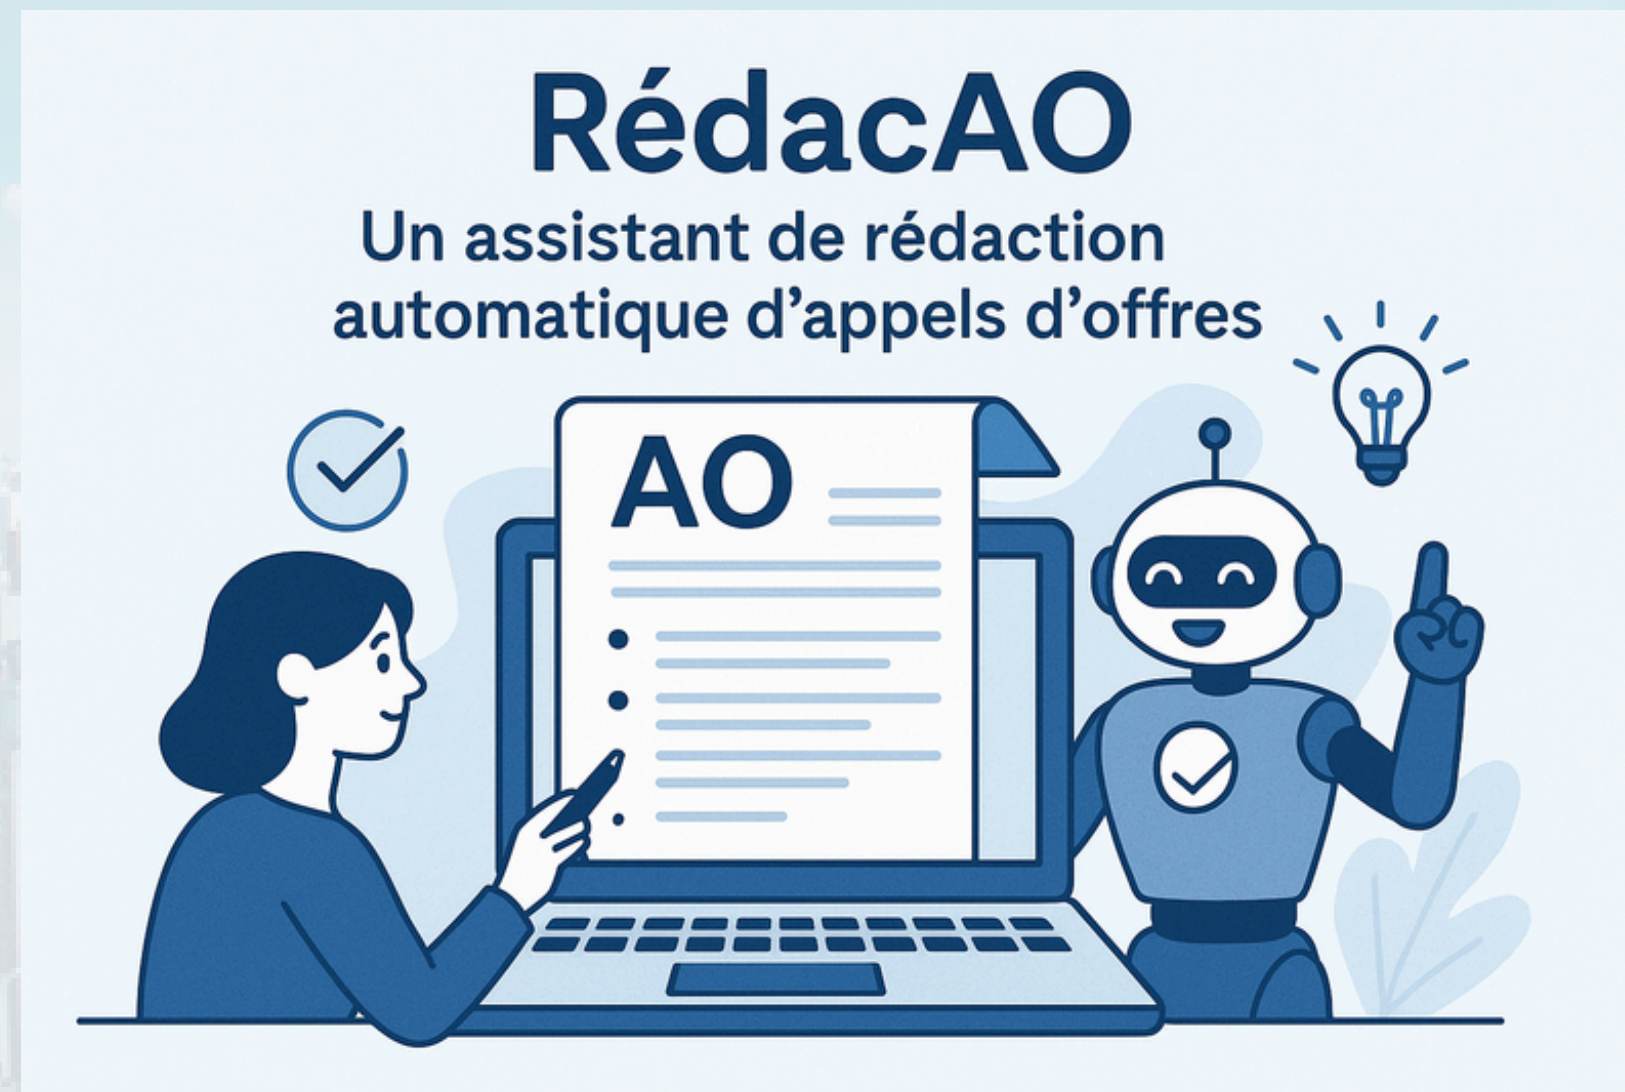 RédacAO
Un assistant de rédaction
automatique d’appels d’offres
AO